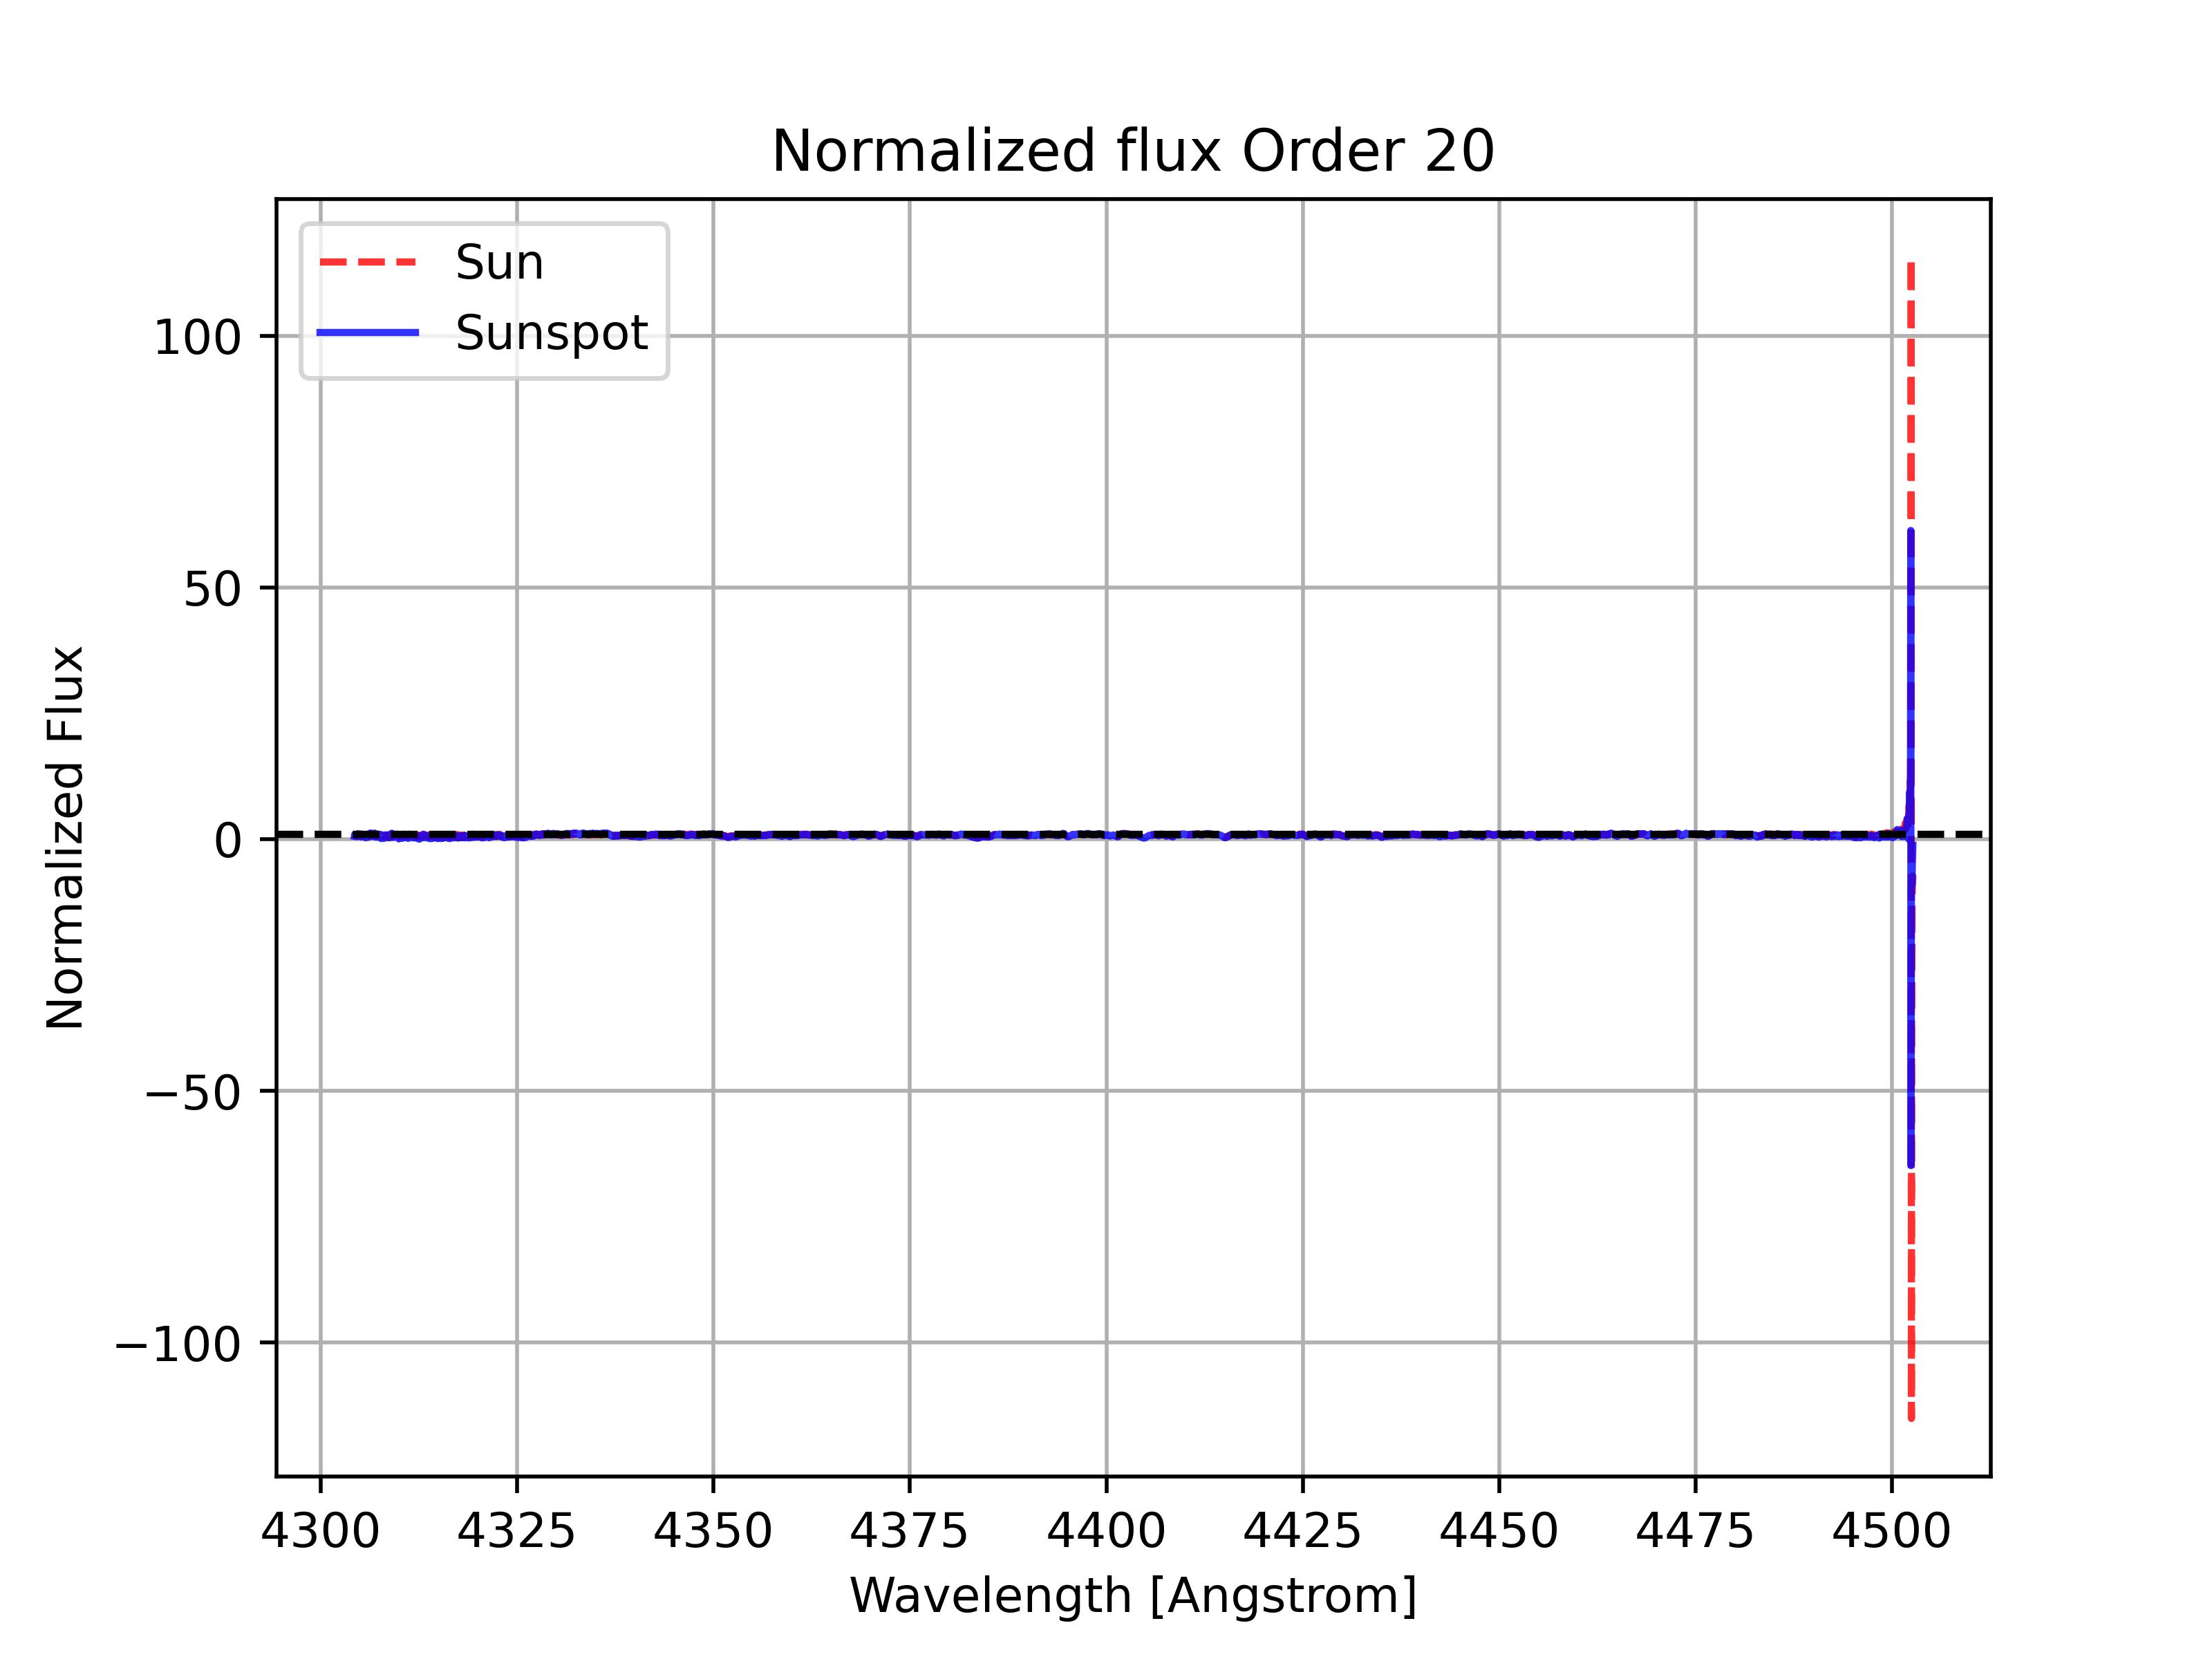 Normalized flux Order 20
Sun
Sunspot
100
50
0
−50
−100
Normalized Flux
4300 4325 4350 4375 4400 4425 4450 4475 4500
Wavelength [Angstrom]